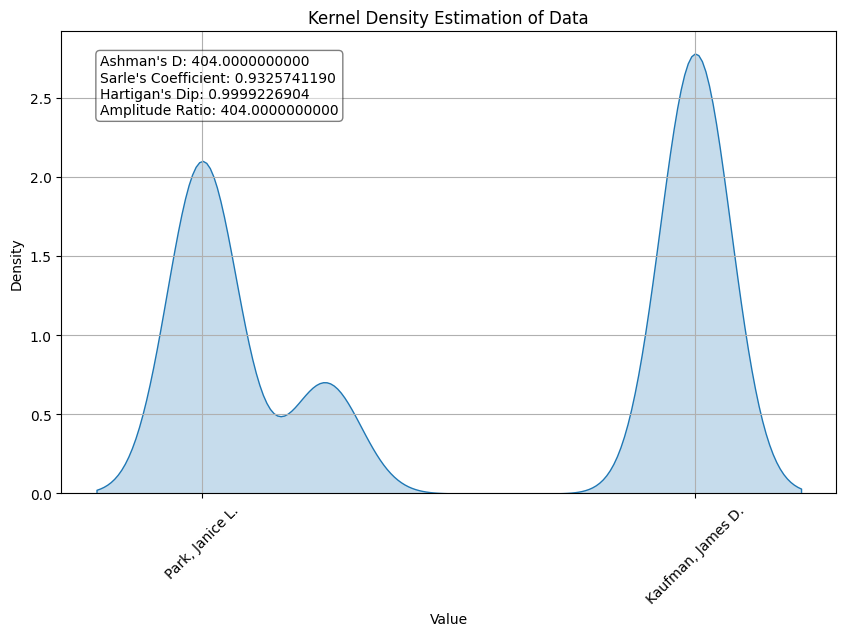 Kernel Density Estimation of Data
Ashman's D: 404.0000000000
Sarle's Coefficient: 0.9325741190
Hartigan's Dip: 0.9999226904
Amplitude Ratio: 404.0000000000
Density
2.5
2.0
1.5
1.0
0.5
0.0
Park, Janice L.
Kaufman, James D.
Value